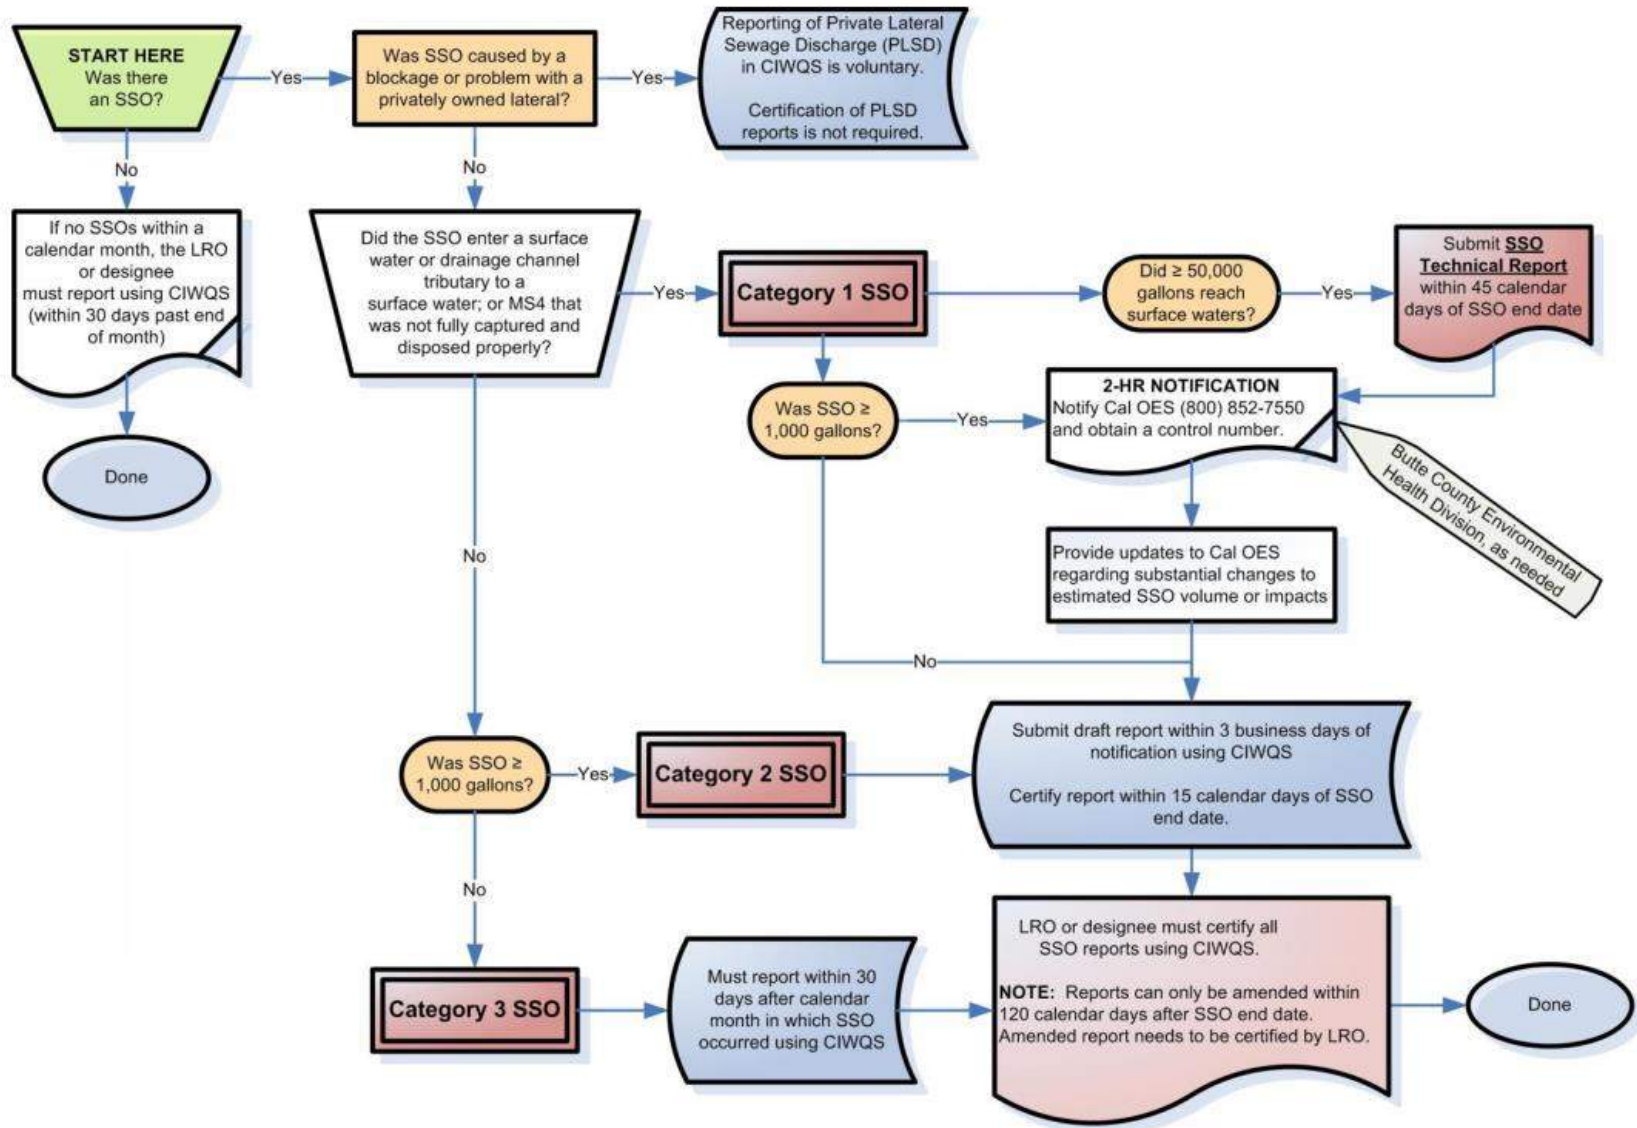 START HERE
Was there
an SSO?
Yes
Was SSO caused by a
blockage or problem with a
privately owned lateral?
Yes
Reporting of Private Lateral
Sewage Discharge (PLSD)
in CIWQS is voluntary.
Certification of PLSD
reports is not required.
No
No
If no SSOs within a
calendar month, the LRO
or designee
must report using CIWQS
(within 30 days past end
of month)
Done
Did the SSO enter a surface
water or drainage channel
tributary to a
surface water; or MS4 that
was not fully captured and
disposed properly?
Yes
Category 1 SSO
Did ≥ 50,000
gallons reach
surface waters?
Yes
Submit SSO
Technical Report
within 45 calendar
days of SSO end date
Was SSO ≥
1,000 gallons?
Yes
2-HR NOTIFICATION
Notify Cal OES (800) 852-7550
and obtain a control number.
Butte County Environmental
Health Division, as needed
Provide updates to Cal OES
regarding substantial changes to
estimated SSO volume or impacts
No
No
Was SSO ≥
1,000 gallons?
Yes
Category 2 SSO
Submit draft report within 3 business days of
notification using CIWQS
Certify report within 15 calendar days of SSO
end date.
No
Category 3 SSO
Must report within 30
days after calendar
month in which SSO
occurred using CIWQS
LRO or designee must certify all
SSO reports using CIWQS.
NOTE: Reports can only be amended within
120 calendar days after SSO end date.
Amended report needs to be certified by LRO.
Done